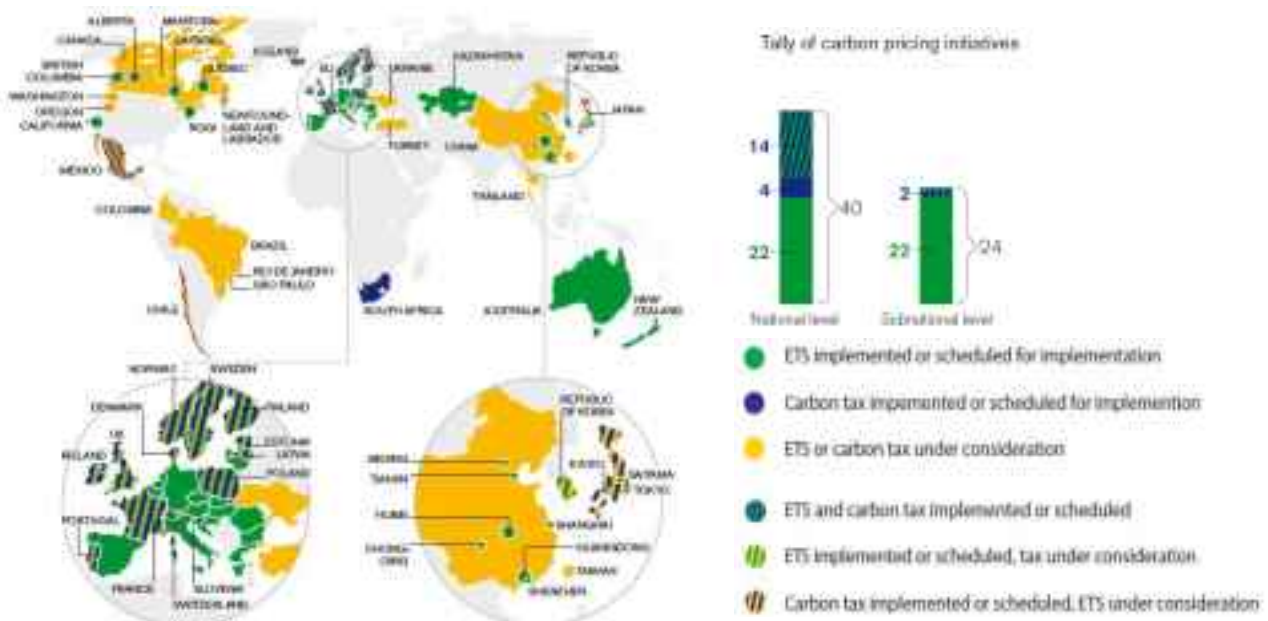 ALBERTA
MANITOBA
CANADA
ONTARIO
ICELAND
BRITISH
COLUMBIA
QUÉBEC
EU
UKRAINE
KAZAKHSTAN
REPUBLIC
OF KOREA
WASHINGTON
OREGON
CALIFORNIA
RGGI
NEWFOUND-
LAND AND
LABRADOR
TURKEY
CHINA
JAPAN
MÉXICO
THAILAND
COLOMBIA
BRAZIL
RIO DE JANEIRO
SAO PAULO
CHILE
SOUTH AFRICA
AUSTRALIA
NEW
ZEALAND
NORWAY
SWEDEN
DENMARK
FINLAND
UK
ESTONIA
LATVIA
IRELAND
POLAND
PORTUGAL
FRANCE
SLOVENIA
SWITZERLAND
REPUBLIC
OF KOREA
BEIJING
TIANJIN
KYOTO
SAITAMA
TOKYO
HUBEI
SHANGHAI
CHONG-
QING
GUANGDONG
TAIWAN
SHENZHEN
Tally of carbon pricing initiatives
14
4
22
40
2
22
24
National level
Subnational level
ETS implemented or scheduled for implementation
Carbon tax impemented or scheduled for implemention
ETS or carbon tax under consideration
ETS and carbon tax implemented or scheduled
ETS implemented or scheduled, tax under consideration
Carbon tax implemented or scheduled, ETS under consideration